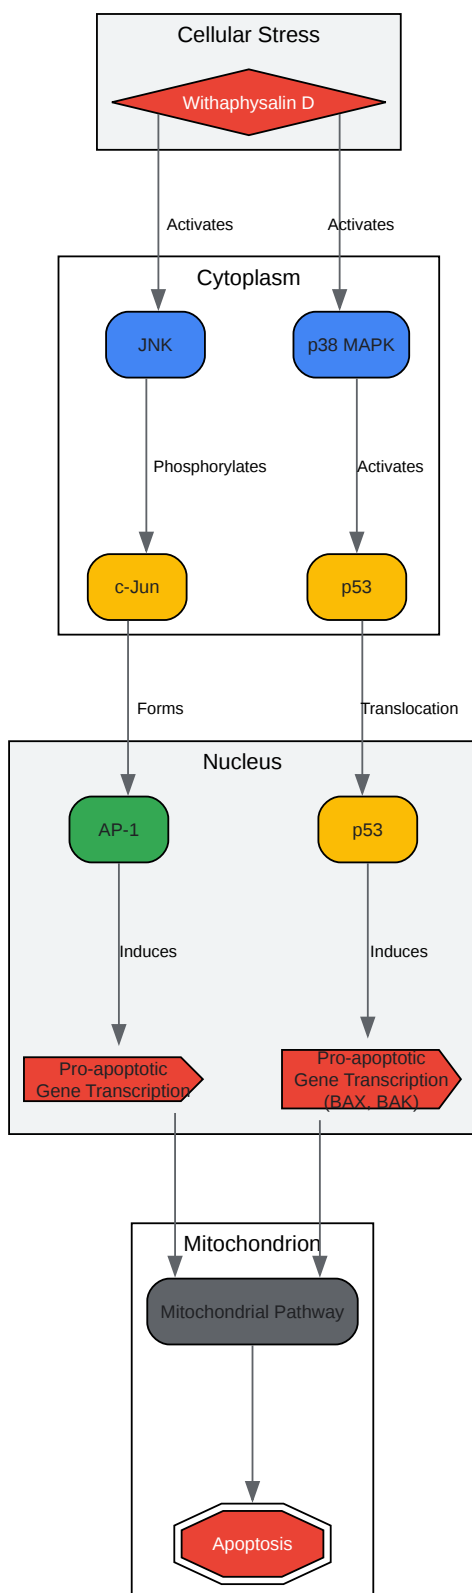 Cellular Stress
Withaphysalin D
Activates
Activates
Cytoplasm
JNK
p38 MAPK
Phosphorylates
Activates
c-Jun
p53
Forms
Translocation
Nucleus
AP-1
p53
Induces
Induces
Pro-apoptotic
Gene Transcription
Pro-apoptotic
Gene Transcription
(BAX, BAK)
Mitochondrion
Mitochondrial Pathway
Apoptosis